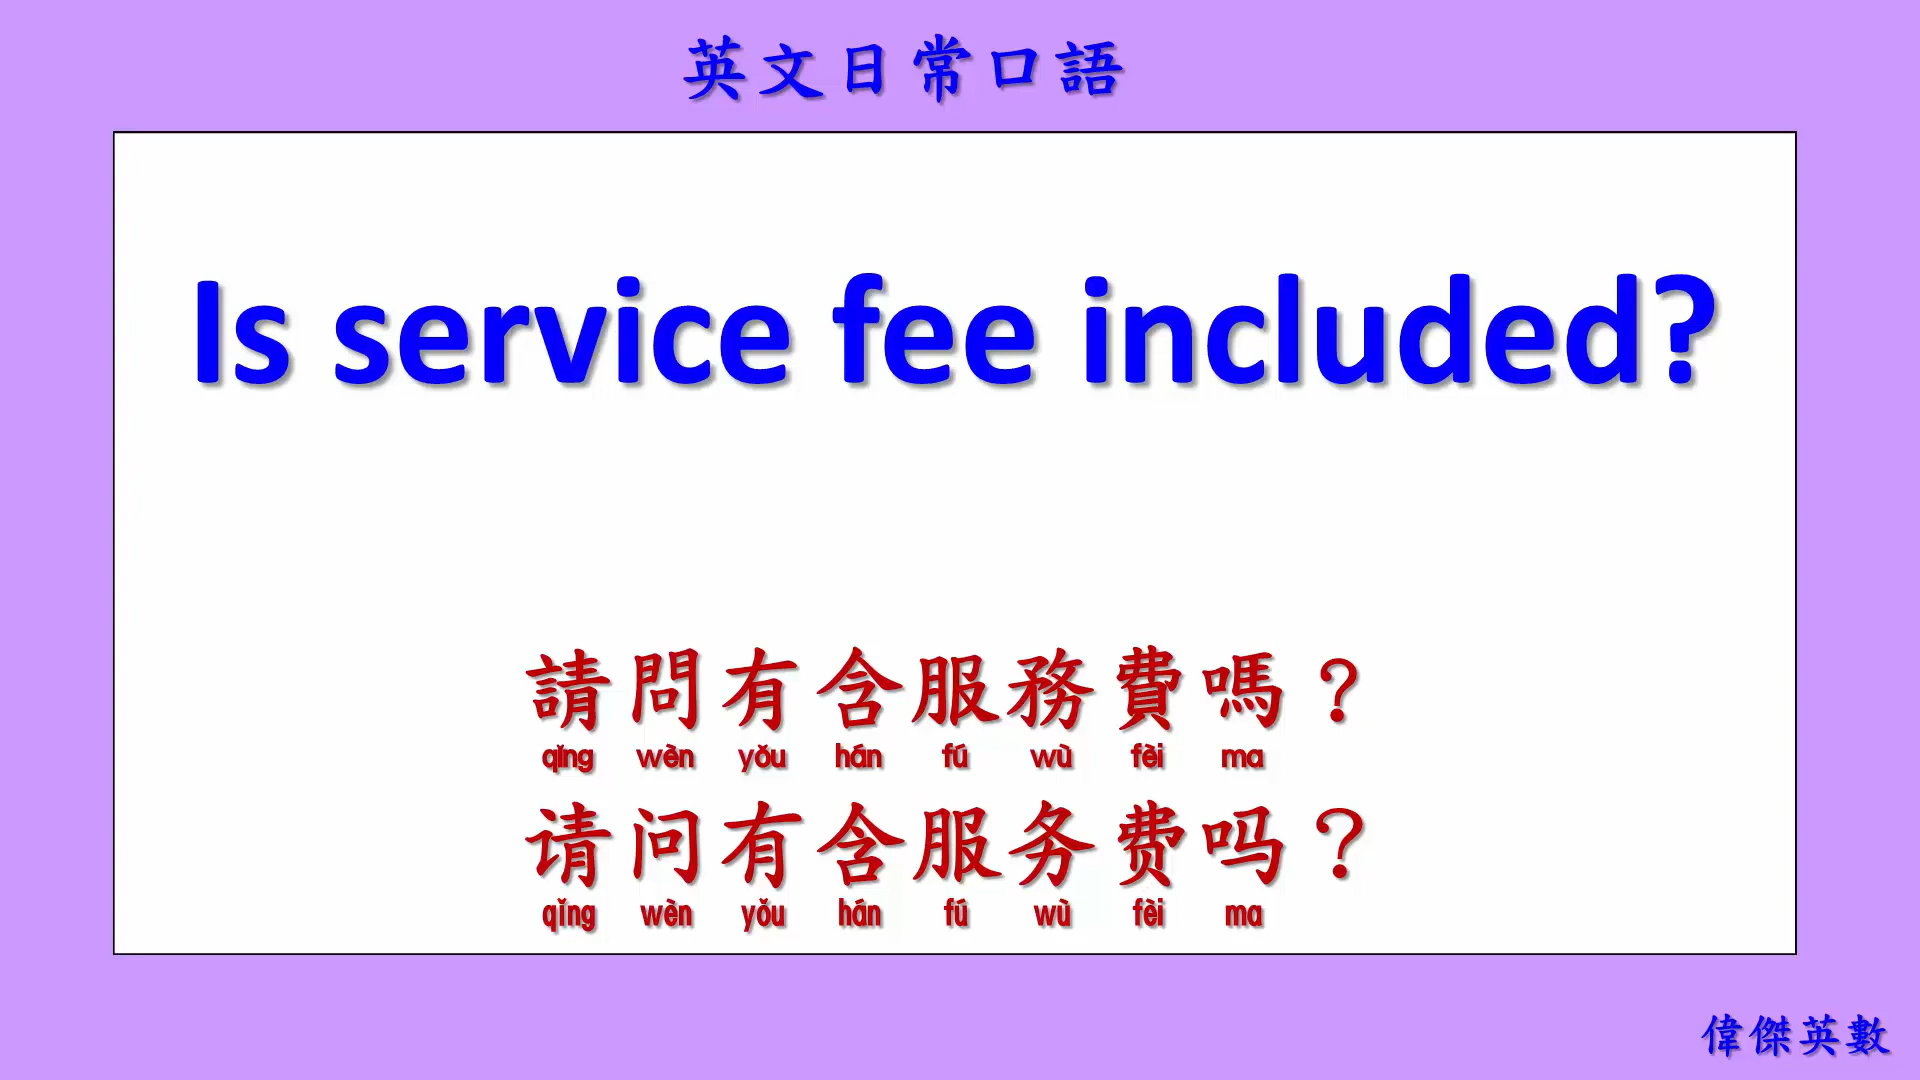 英文日常口語
Is service fee included?
請問有含服務費嗎？
qǐng wèn yǒu hán fú wù fèi ma
请问有含服务费吗？
qǐng wèn yǒu hán fú wù fèi ma
偉傑英數